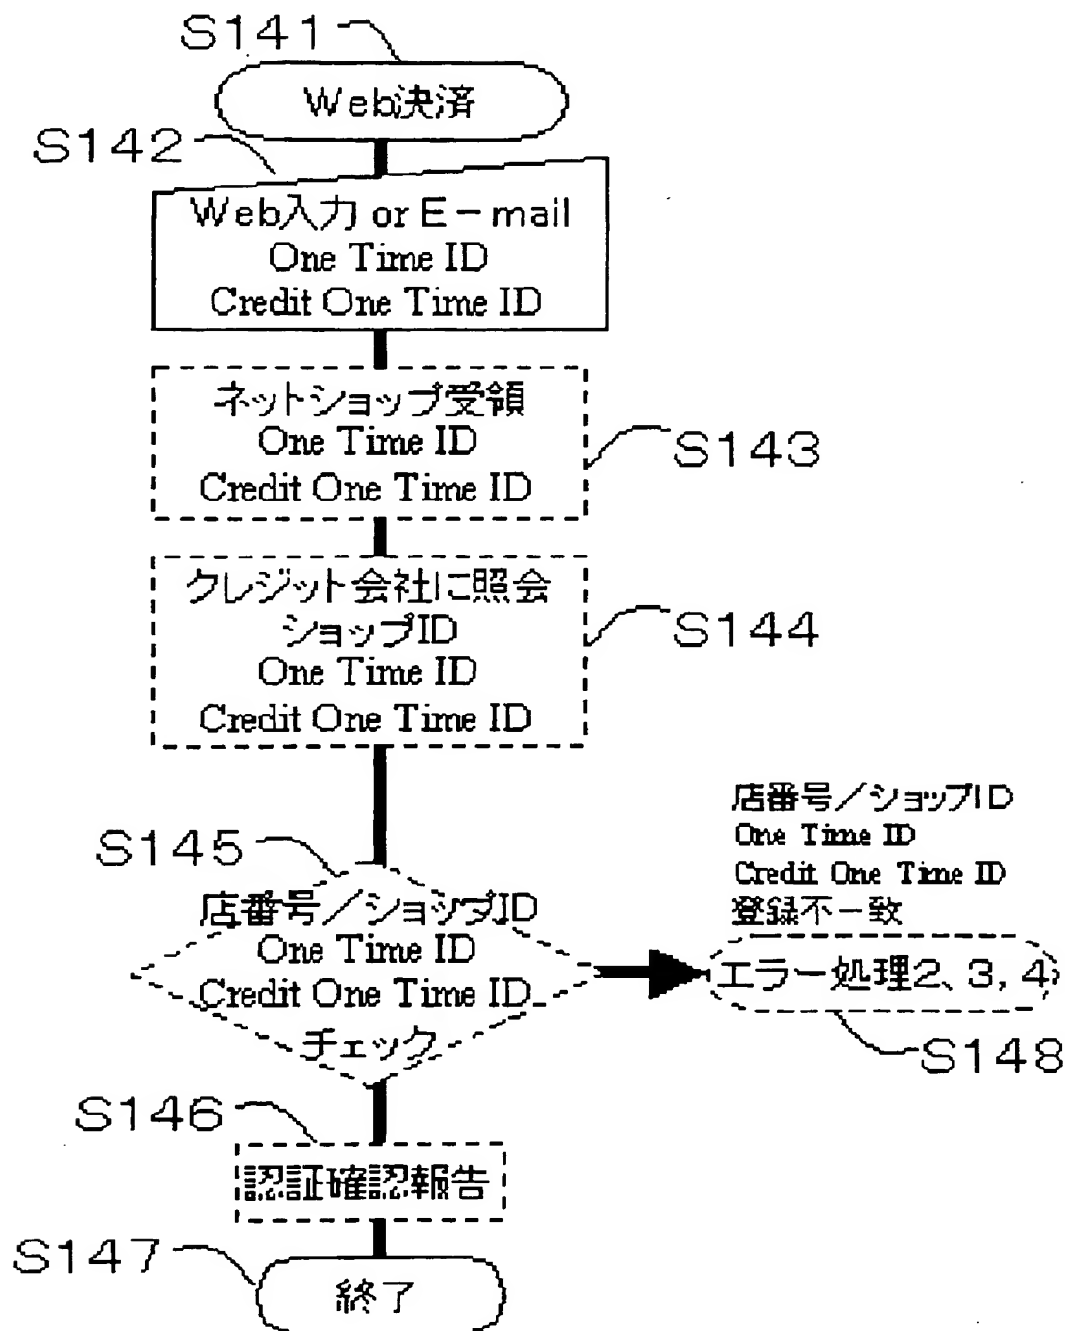 S141
Web決済
S142
Web入力 or E-mail
One Time ID
Credit One Time ID
ネットショップ受領
One Time ID
Credit One Time ID
S143
クレジット会社に照会
ショップID
One Time ID
Credit One Time ID
S144
S145
店番号/ショップID
One Time ID
Credit One Time ID
チェック
店番号/ショップID
One Time ID
Credit One Time ID
登録不一致
エラー処理2、3,4
S148
S146
認証確認報告
S147
終了